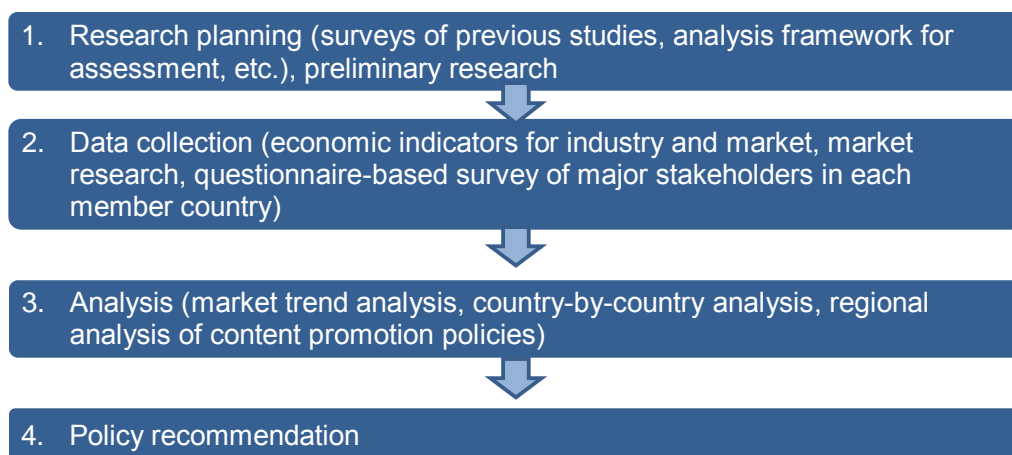 1. Research planning (surveys of previous studies, analysis framework for
assessment, etc.), preliminary research
2. Data collection (economic indicators for industry and market, market
research, questionnaire-based survey of major stakeholders in each
member country)
3. Analysis (market trend analysis, country-by-country analysis, regional
analysis of content promotion policies)
4. Policy recommendation